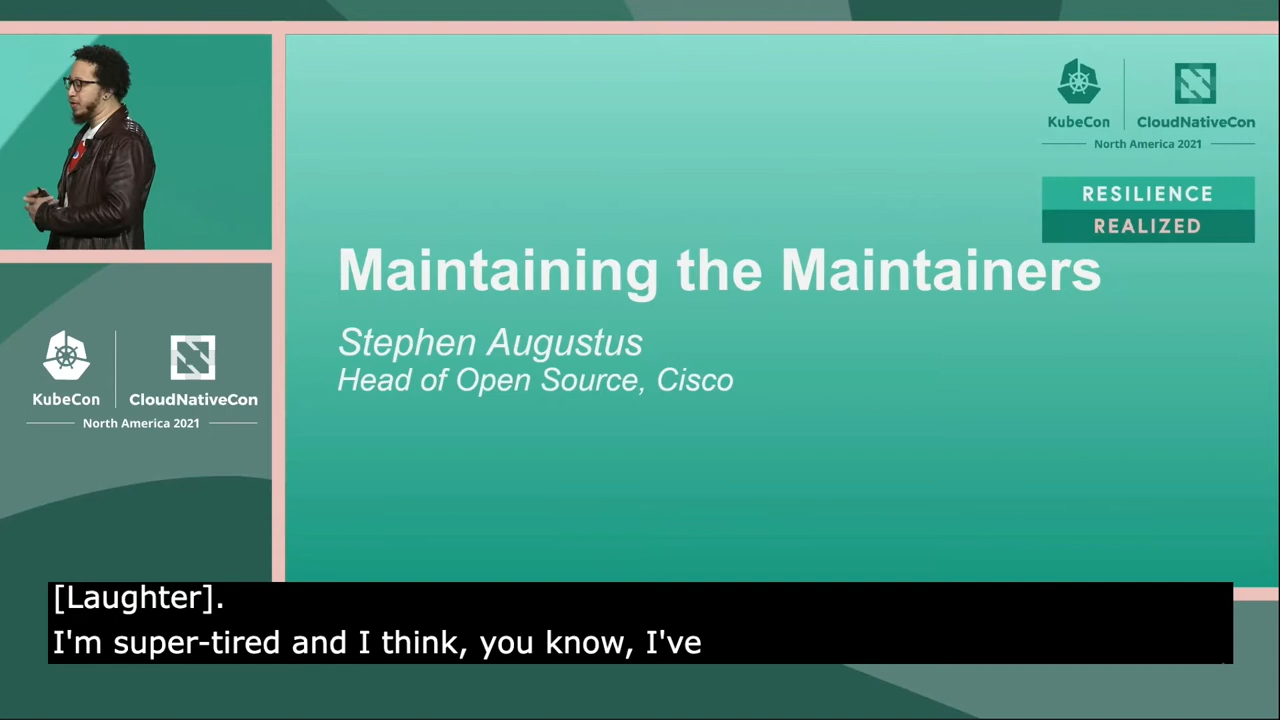 KubeCon
CloudNativeCon
North America 2021
RESILIENCE
REALIZED
Maintaining the Maintainers
Stephen Augustus
Head of Open Source, Cisco
KubeCon
CloudNativeCon
North America 2021
[Laughter].
I'm super-tired and I think, you know, I've